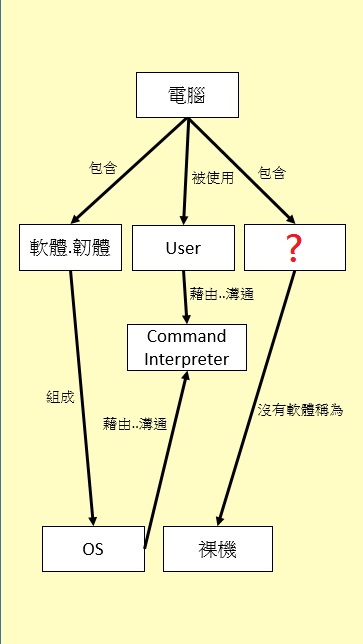 電腦
包含
被使用
包含
軟體.韌體
User
?
藉由..溝通
Command
Interpreter
組成
藉由..溝通
沒有軟體稱為
OS
裸機